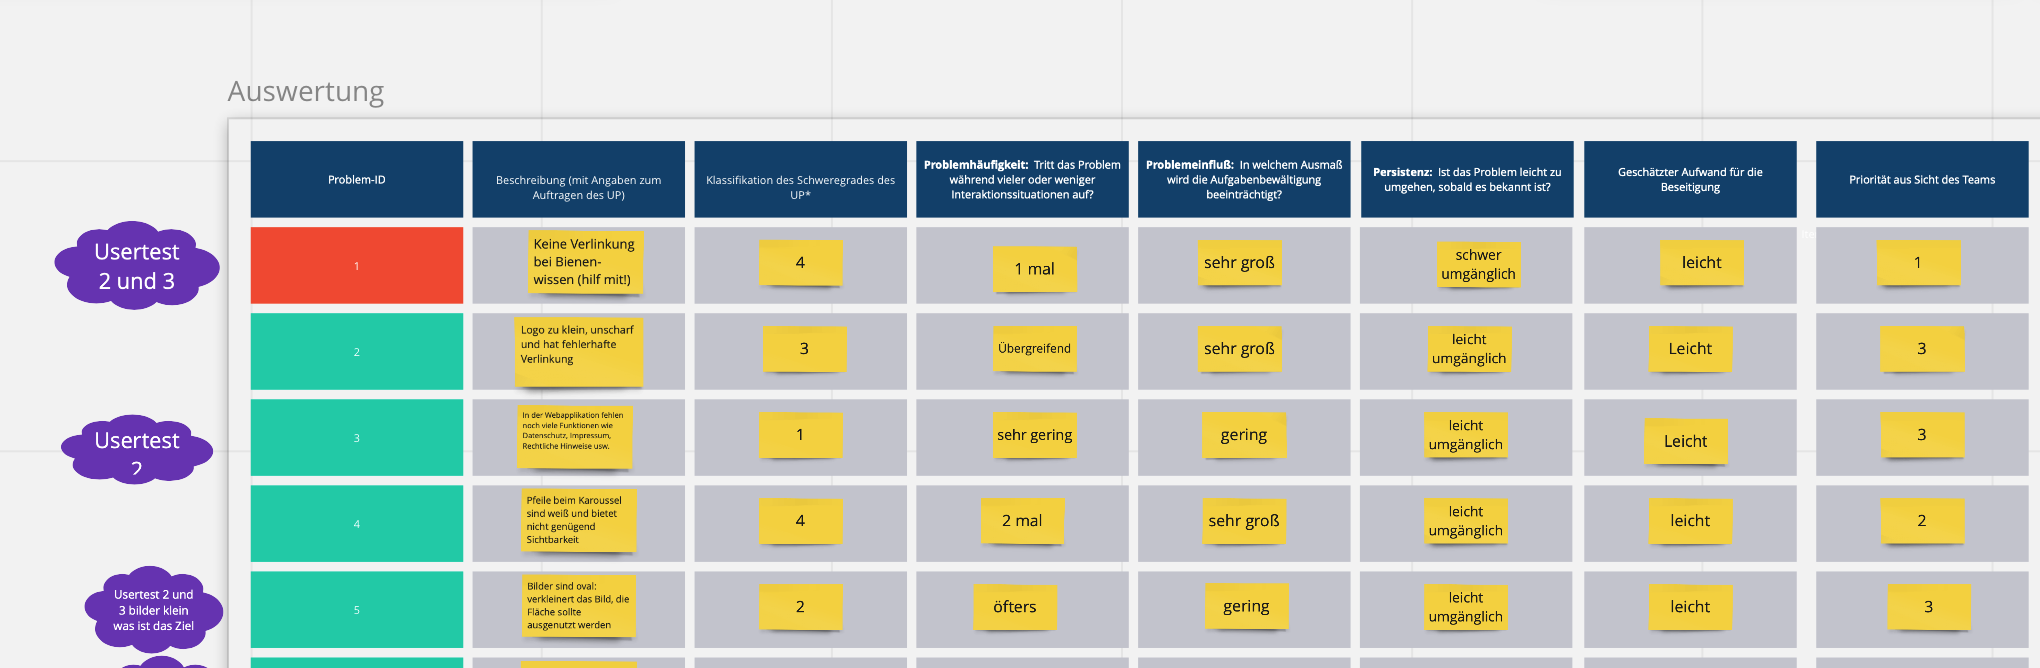 Auswertung
Problem-ID
Beschreibung (mit Angaben zum
Auftragen des UP)
Klassifikation des Schweregrades des
UP*
Problemhäufigkeit: Tritt das Problem
während vieler oder weniger
Interaktionssituationen auf?
Problemeinfluß: In welchem Ausmaß
wird die Aufgabenbewältigung
beeinträchtigt?
Persistenz: Ist das Problem leicht zu
umgehen, sobald es bekannt ist?
Geschätzter Aufwand für die
Beseitigung
Priorität aus Sicht des Teams
Usertest
2 und 3
1
Keine Verlinkung
bei Bienen-
wissen (hilf mit!)
4
1 mal
sehr groß
schwer
umgänglich
leicht
1
2
Logo zu klein, unscharf
und hat fehlerhafte
Verlinkung
3
Übergreifend
sehr groß
leicht
umgänglich
Leicht
3
Usertest
2
3
In der Webapplikation fehlen
noch viele Funktionen wie
Datenschutz, Impressum,
Rechtliche Hinweise usw.
1
sehr gering
gering
leicht
umgänglich
Leicht
3
4
Pfeile beim Karoussel
sind weiß und bietet
nicht genügend
Sichtbarkeit
4
2 mal
sehr groß
leicht
umgänglich
leicht
2
Usertest 2 und
3 bilder klein
was ist das Ziel
5
Bilder sind oval:
verkleinert das Bild, die
Fläche sollte
ausgenutzt werden
2
öfters
gering
leicht
umgänglich
leicht
3